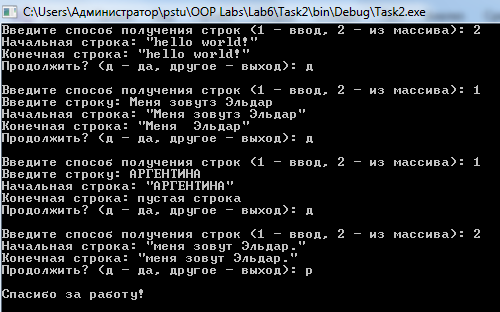 C:\Users\Администратор\pstu\OOP Labs\Lab6\Task2\bin\Debug\Task2.exe
Введите способ получения строк (1 - ввод, 2 - из массива): 2
Начальная строка: "hello world!"
Конечная строка: "hello world!"
Продолжить? (д - да, другое - выход): д
Введите способ получения строк (1 - ввод, 2 - из массива): 1
Введите строку: Меня зовутз Эльдар
Начальная строка: "Меня зовутз Эльдар"
Конечная строка: "Меня  Эльдар"
Продолжить? (д - да, другое - выход): д
Введите способ получения строк (1 - ввод, 2 - из массива): 1
Введите строку: АРГЕНТИНА
Начальная строка: "АРГЕНТИНА"
Конечная строка: пустая строка
Продолжить? (д - да, другое - выход): д
Введите способ получения строк (1 - ввод, 2 - из массива): 2
Начальная строка: "меня зовут Эльдар."
Конечная строка: "меня зовут Эльдар."
Продолжить? (д - да, другое - выход): р
Спасибо за работу!